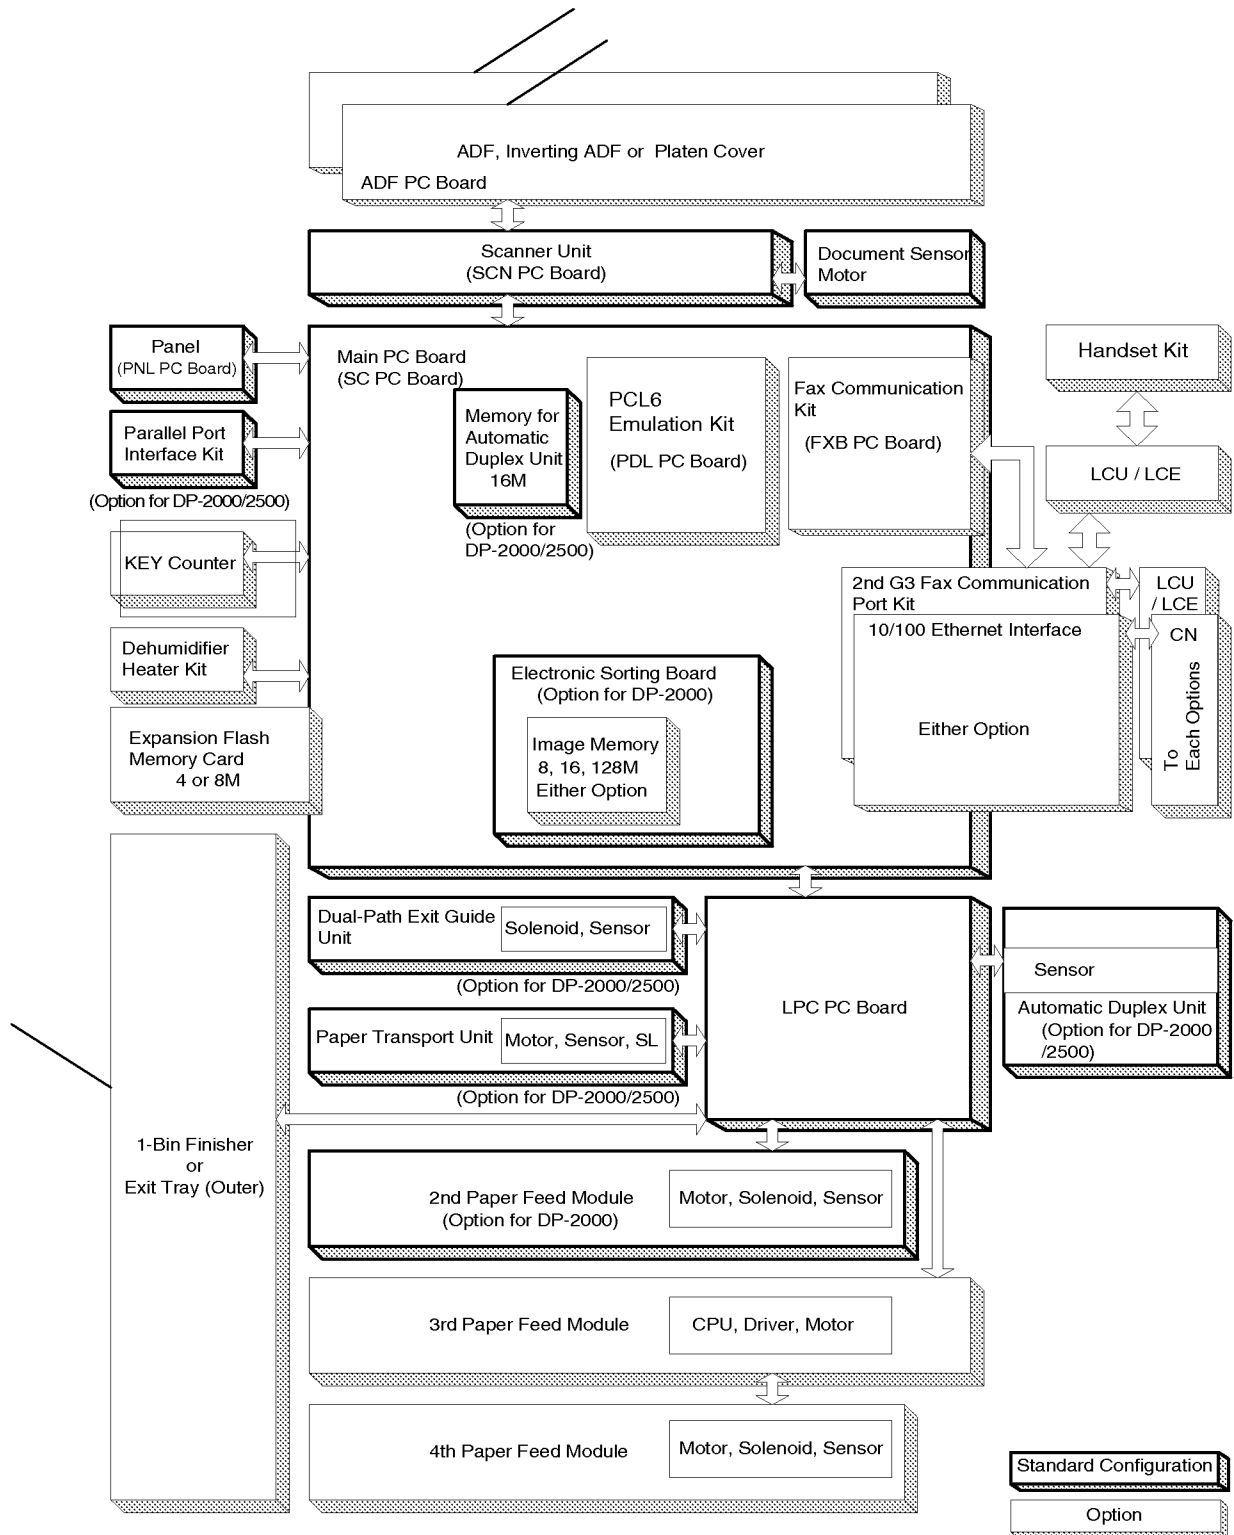 ADF, Inverting ADF or Platen Cover
ADF PC Board
Scanner Unit
(SCN PC Board)
Document Sensor
Motor
Panel
(PNL PC Board)
Main PC Board
(SC PC Board)
Parallel Port
Interface Kit
(Option for DP-2000/2500)
Memory for
Automatic
Duplex Unit
16M
(Option for
DP-2000/2500)
PCL6
Emulation Kit
(PDL PC Board)
Fax Communication
Kit
(FXB PC Board)
Handset Kit
LCU / LCE
KEY Counter
2nd G3 Fax Communication
Port Kit
LCU
/ LCE
10/100 Ethernet Interface
CN
Either Option
To
Each Options
Dehumidifier
Heater Kit
Expansion Flash
Memory Card
4 or 8M
Electronic Sorting Board
(Option for DP-2000)
Image Memory
8, 16, 128M
Either Option
Dual-Path Exit Guide
Unit
Solenoid, Sensor
(Option for DP-2000/2500)
Paper Transport Unit
Motor, Sensor, SL
(Option for DP-2000/2500)
LPC PC Board
Sensor
Automatic Duplex Unit
(Option for DP-2000
/2500)
1-Bin Finisher
or
Exit Tray (Outer)
2nd Paper Feed Module
(Option for DP-2000)
Motor, Solenoid, Sensor
3rd Paper Feed Module
CPU, Driver, Motor
4th Paper Feed Module
Motor, Solenoid, Sensor
Standard Configuration
Option